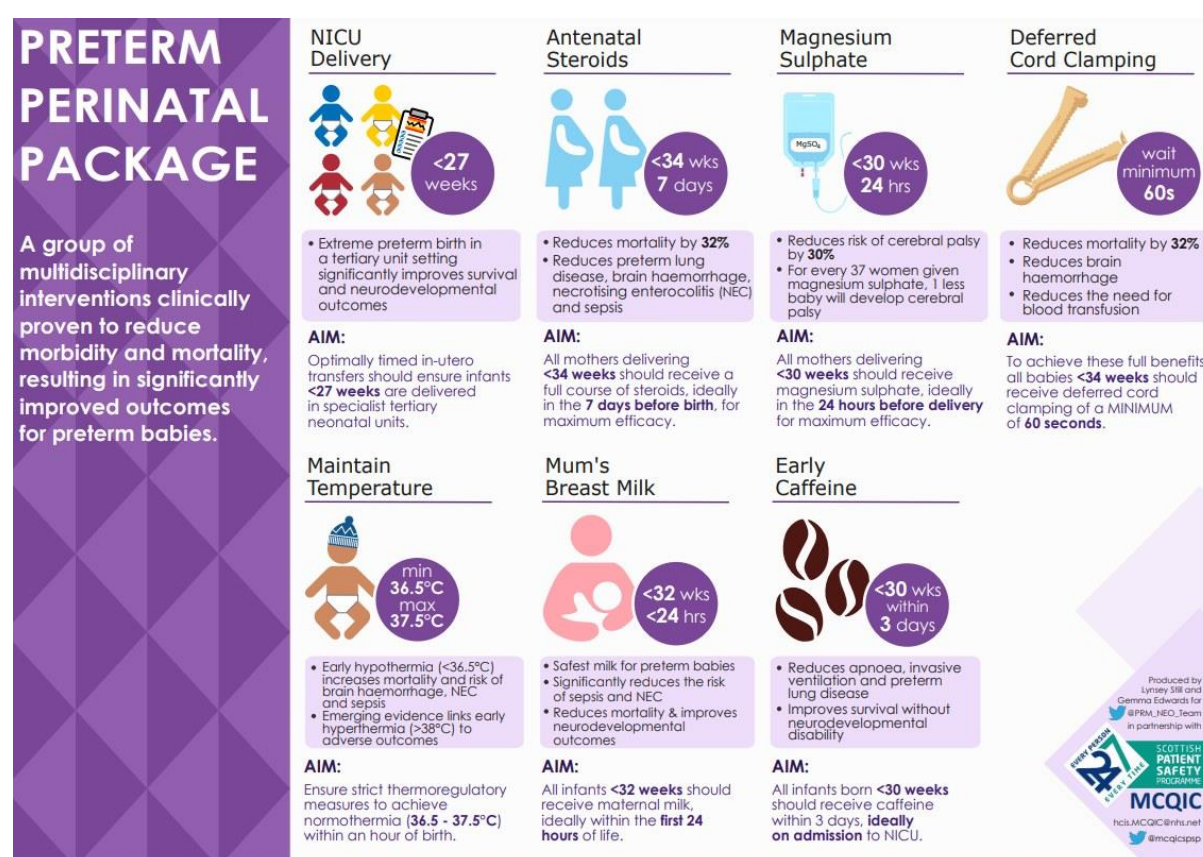 PRETERM
PERINATAL
PACKAGE
A group of
multidisciplinary
interventions clinically
proven to reduce
morbidity and mortality,
resulting in significantly
improved outcomes
for preterm babies.
NICU
Delivery
<27
weeks
• Extreme preterm birth in
a tertiary unit setting
significantly improves survival
and neurodevelopmental
outcomes
AIM:
Optimally timed in-utero
transfers should ensure infants
<27 weeks are delivered
in specialist tertiary
neonatal units.
Antenatal
Steroids
<34 wks
7 days
• Reduces mortality by 32%
• Reduces preterm lung
disease, brain haemorrhage,
necrotising enterocolitis (NEC)
and sepsis
AIM:
All mothers delivering
<34 weeks should receive a
full course of steroids, ideally
in the 7 days before birth, for
maximum efficacy.
Magnesium
Sulphate
MgSO₄
<30 wks
24 hrs
• Reduces risk of cerebral palsy
by 30%
• For every 37 women given
magnesium sulphate, 1 less
baby will develop cerebral
palsy
AIM:
All mothers delivering
<30 weeks should receive
magnesium sulphate, ideally
in the 24 hours before delivery
for maximum efficacy.
Deferred
Cord Clamping
wait
minimum
60s
• Reduces mortality by 32%
• Reduces brain
haemorrhage
• Reduces the need for
blood transfusion
AIM:
To achieve these full benefits
all babies <34 weeks should
receive deferred cord
clamping of a MINIMUM
of 60 seconds.
Maintain
Temperature
min
36.5°C
max
37.5°C
• Early hypothermia (<36.5°C)
increases mortality and risk of
brain haemorrhage, NEC
and sepsis
• Emerging evidence links early
hyperthermia (>38°C) to
adverse outcomes
AIM:
Ensure strict thermoregulatory
measures to achieve
normothermia (36.5 - 37.5°C)
within an hour of birth.
Mum's
Breast Milk
<32 wks
<24 hrs
• Safest milk for preterm babies
• Significantly reduces the risk
of sepsis and NEC
• Reduces mortality & improves
neurodevelopmental
outcomes
AIM:
All infants <32 weeks should
receive maternal milk,
ideally within the first 24
hours of life.
Early
Caffeine
<30 wks
within
3 days
• Reduces apnoea, invasive
ventilation and preterm
lung disease
• Improves survival without
neurodevelopmental
disability
AIM:
All infants born <30 weeks
should receive caffeine
within 3 days, ideally
on admission to NICU.
Produced by
Lynsey Still and
Gemma Edwards for
@PRM_NEO_Team
in partnership with
EVERY PERSON
24
7
EVERY TIME
SCOTTISH
PATIENT
SAFETY
PROGRAMME
MCQIC
hcis.MCQIC@nhs.net
@mcqicspsp